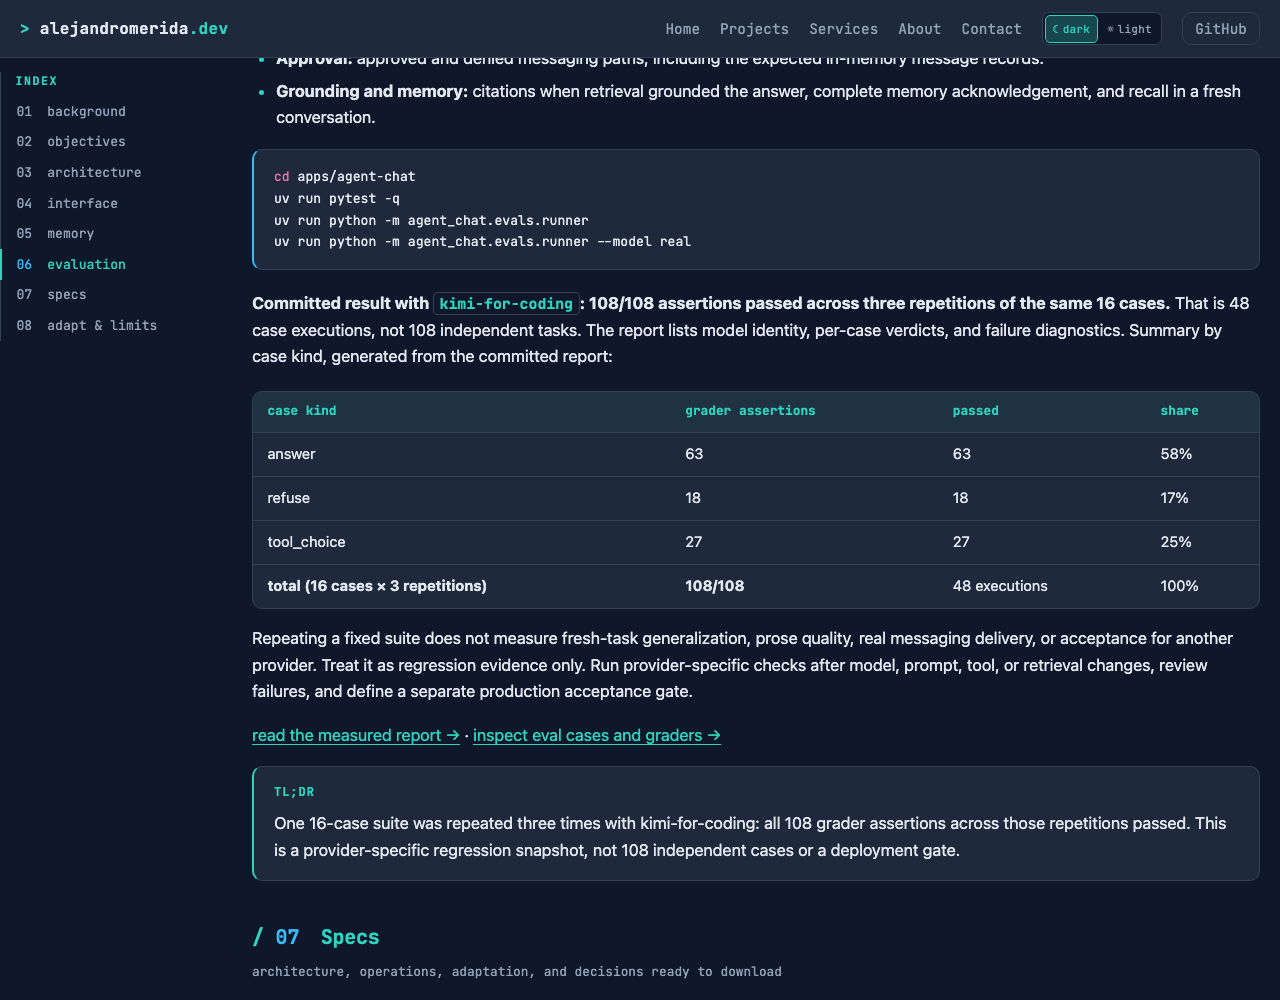 > alejandromerida.dev
Home Projects Services About Contact ☾ dark ☼ light GitHub
INDEX
01 background
02 objectives
03 architecture
04 interface
05 memory
06 evaluation
07 specs
08 adapt & limits
Approval: approved and denied messaging paths, including the expected in-memory message records.
Grounding and memory: citations when retrieval grounded the answer, complete memory acknowledgement, and recall in a fresh
conversation.
cd apps/agent-chat
uv run pytest -q
uv run python -m agent_chat.evals.runner
uv run python -m agent_chat.evals.runner --model real
Committed result with kimi-for-coding: 108/108 assertions passed across three repetitions of the same 16 cases. That is 48
case executions, not 108 independent tasks. The report lists model identity, per-case verdicts, and failure diagnostics. Summary by
case kind, generated from the committed report:
case kind grader assertions passed share
answer 63 63 58%
refuse 18 18 17%
tool_choice 27 27 25%
total (16 cases × 3 repetitions) 108/108 48 executions 100%
Repeating a fixed suite does not measure fresh-task generalization, prose quality, real messaging delivery, or acceptance for another
provider. Treat it as regression evidence only. Run provider-specific checks after model, prompt, tool, or retrieval changes, review
failures, and define a separate production acceptance gate.
read the measured report → · inspect eval cases and graders →
TL;DR
One 16-case suite was repeated three times with kimi-for-coding: all 108 grader assertions across those repetitions passed. This
is a provider-specific regression snapshot, not 108 independent cases or a deployment gate.
/ 07 Specs
architecture, operations, adaptation, and decisions ready to download